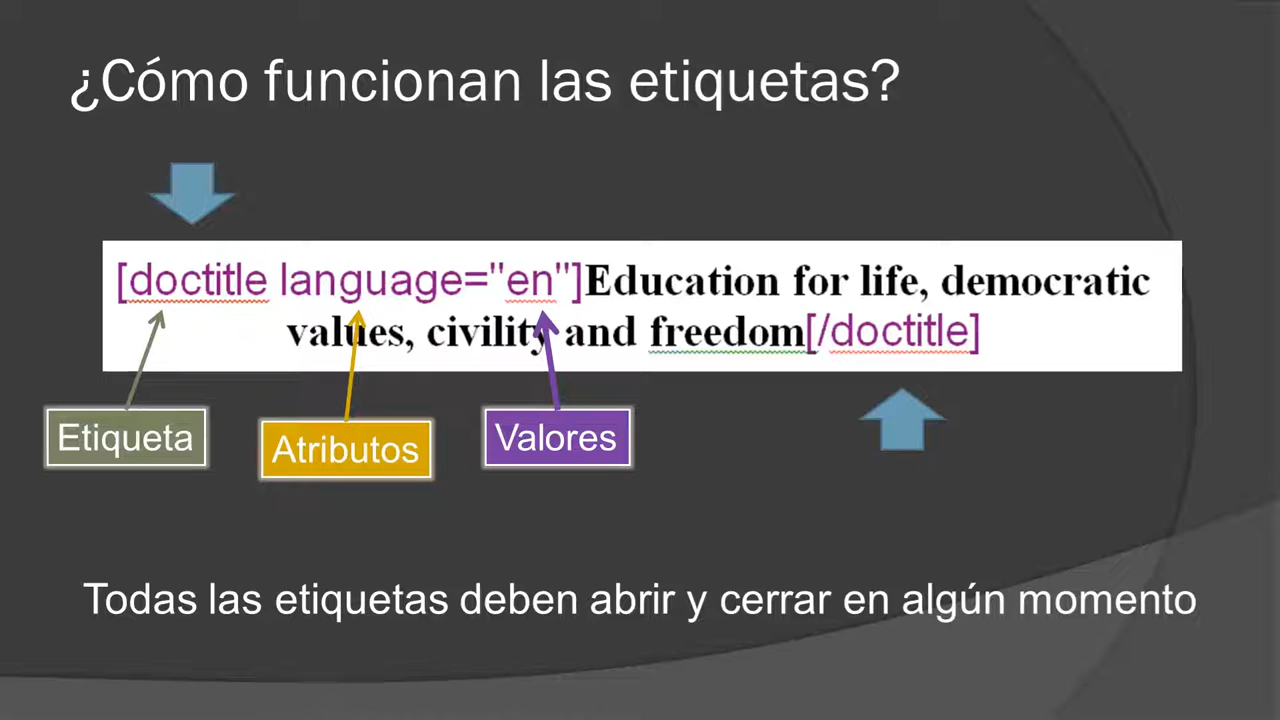 ¿Cómo funcionan las etiquetas?
[doctitle language="en"]Education for life, democratic
values, civility and freedom[/doctitle]
Etiqueta
Atributos
Valores
Todas las etiquetas deben abrir y cerrar en algún momento